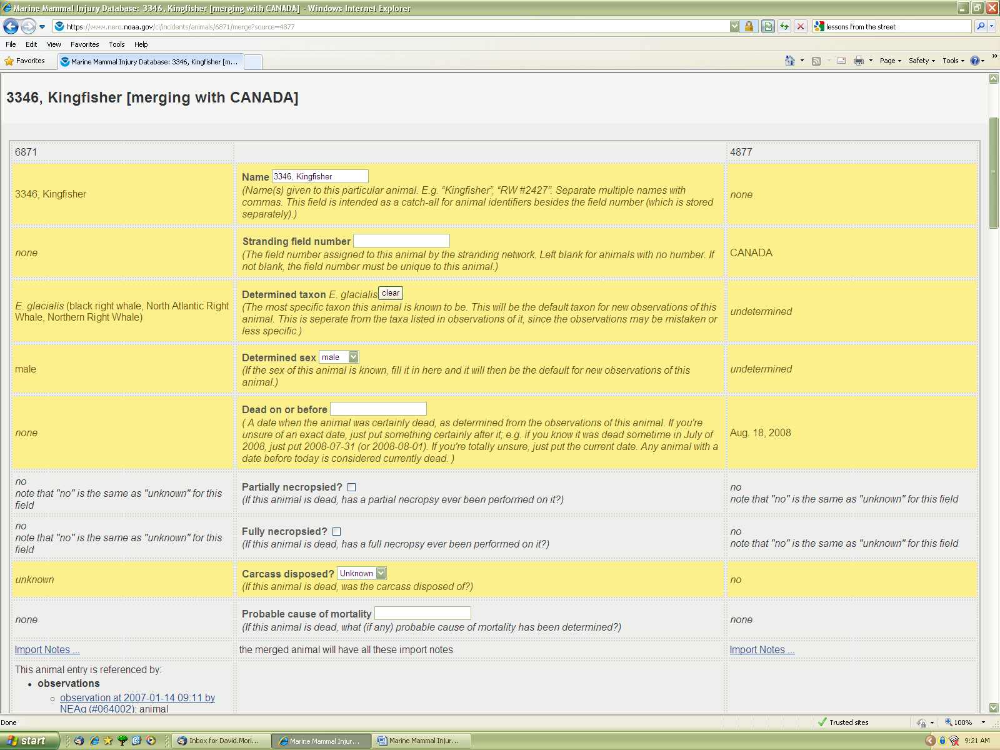 Marine Mammal Injury Database: 3346, Kingfisher [merging with CANADA] - Windows Internet Explorer
https://www.nero.noaa.gov/ci/incidents/animals/6871/merge?source=4877
lessons from the street
File Edit View Favorites Tools Help
Favorites
Marine Mammal Injury Database: 3346, Kingfisher [m...
Page Safety Tools
3346, Kingfisher [merging with CANADA]
6871
4877
3346, Kingfisher
Name 3346, Kingfisher
(Name(s) given to this particular animal. E.g. “Kingfisher”, “RW #2427”. Separate multiple names with
commas. This field is intended as a catch-all for animal identifiers besides the field number (which is stored
separately).)
none
none
Stranding field number
(The field number assigned to this animal by the stranding network. Left blank for animals with no number. If
not blank, the field number must be unique to this animal.)
CANADA
E. glacialis (black right whale, North Atlantic Right
Whale, Northern Right Whale)
Determined taxon E. glacialis clear
(The most specific taxon this animal is known to be. This will be the default taxon for new observations of this
animal. This is seperate from the taxa listed in observations of it, since the observations may be mistaken or
less specific.)
undetermined
male
Determined sex male
(If the sex of this animal is known, fill it in here and it will then be the default for new observations of this
animal.)
undetermined
none
Dead on or before
( A date when the animal was certainly dead, as determined from the observations of this animal. If you're
unsure of an exact date, just put something certainly after it; e.g. if you know it was dead sometime in July of
2008, just put 2008-07-31 (or 2008-08-01). If you're totally unsure, just put the current date. Any animal with a
date before today is considered currently dead. )
Aug. 18, 2008
no
note that "no" is the same as "unknown" for this
field
Partially necropsied?
(If this animal is dead, has a partial necropsy ever been performed on it?)
no
note that "no" is the same as "unknown" for this field
no
note that "no" is the same as "unknown" for this
field
Fully necropsied?
(If this animal is dead, has a full necropsy ever been performed on it?)
no
note that "no" is the same as "unknown" for this field
unknown
Carcass disposed? Unknown
(If this animal is dead, was the carcass disposed of?)
no
none
Probable cause of mortality
(If this animal is dead, what (if any) probable cause of mortality has been determined?)
none
Import Notes ...
the merged animal will have all these import notes
Import Notes ...
This animal entry is referenced by:
observations
observation at 2007-01-14 09:11 by
NEAq (#064002): animal
Done
Trusted sites
100%
start
Inbox for David.Mori...
Marine Mammal Injur...
Marine Mammal Injur...
9:21 AM